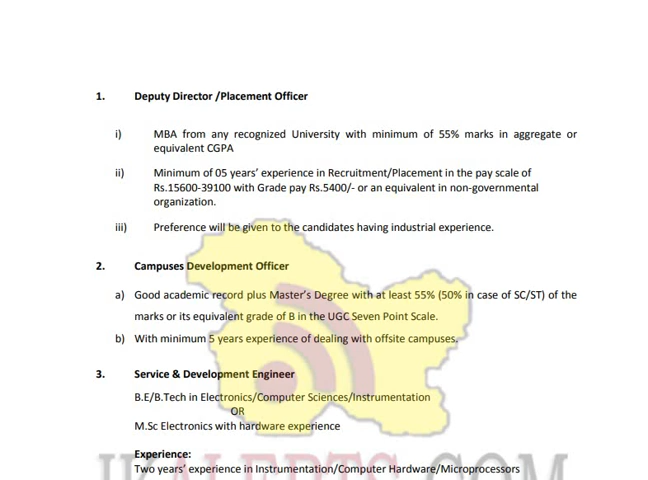 1. Deputy Director /Placement Officer
i) MBA from any recognized University with minimum of 55% marks in aggregate or
equivalent CGPA
ii) Minimum of 05 years' experience in Recruitment/Placement in the pay scale of
Rs.15600-39100 with Grade pay Rs.5400/- or an equivalent in non-governmental
organization.
iii) Preference will be given to the candidates having industrial experience.
2. Campuses Development Officer
a) Good academic record plus Master's Degree with at least 55% (50% in case of SC/ST) of the
marks or its equivalent grade of B in the UGC Seven Point Scale.
b) With minimum 5 years experience of dealing with offsite campuses.
3. Service & Development Engineer
B.E/B.Tech in Electronics/Computer Sciences/Instrumentation
OR
M.Sc Electronics with hardware experience
Experience:
Two years' experience in Instrumentation/Computer Hardware/Microprocessors